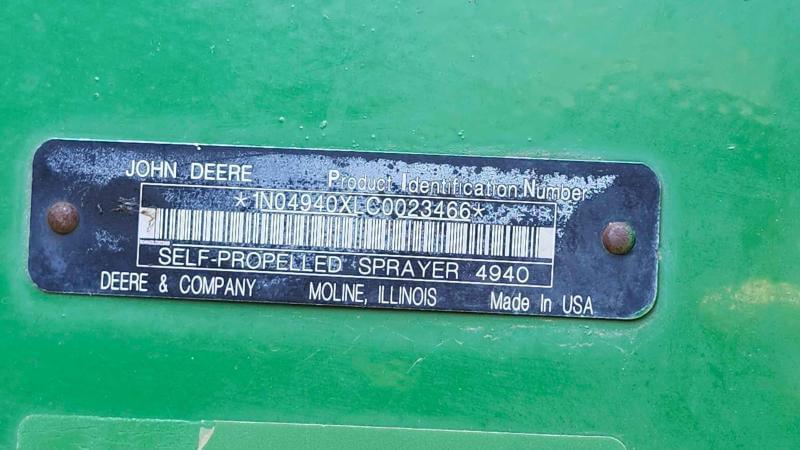 JOHN DEERE Product Identification Number
*1N04940XLC0023466*
SELF-PROPELLED SPRAYER 4940
DEERE & COMPANY MOLINE, ILLINOIS Made In USA